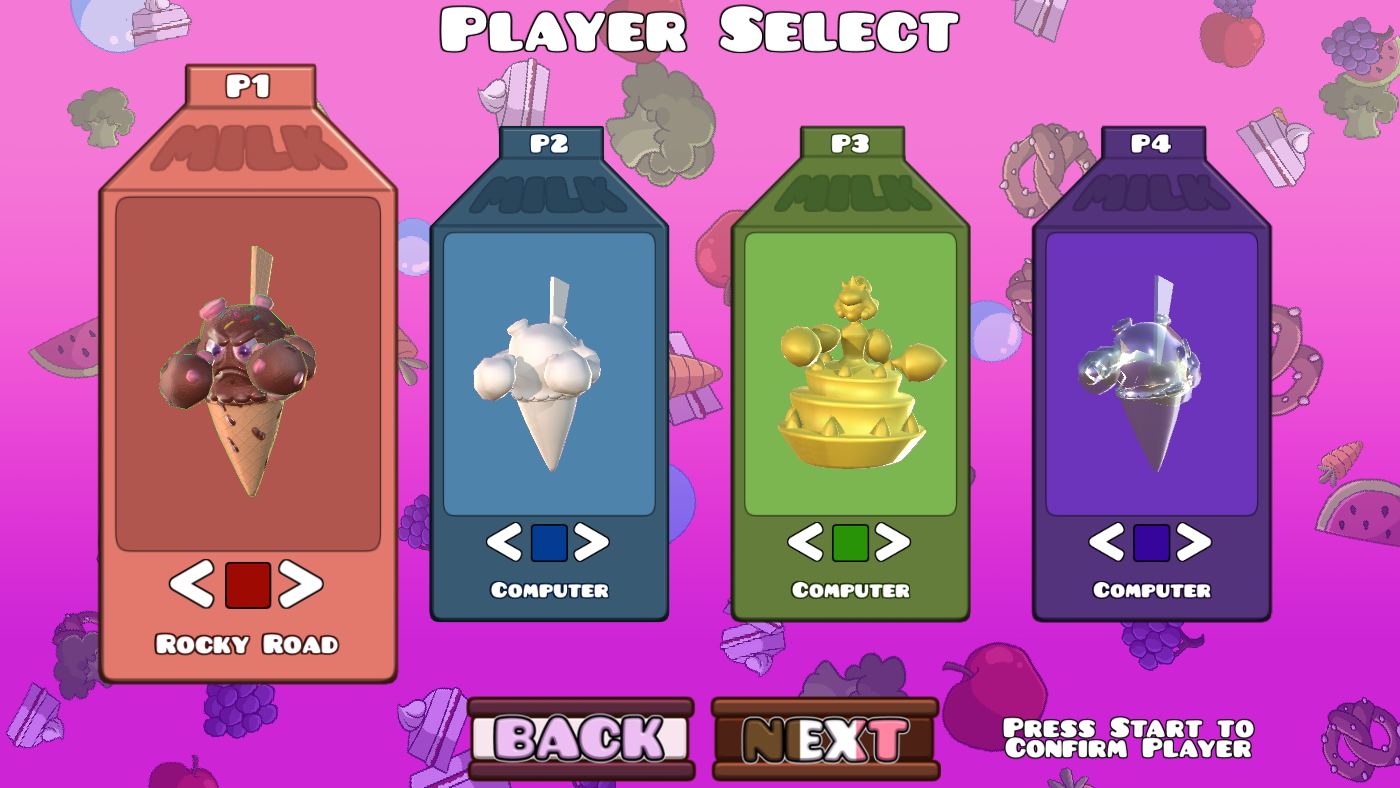 Player Select
P1
MILK
P2
MILK
P3
MILK
P4
MILK
Computer
Computer
Computer
Rocky Road
BACK
NEXT
Press Start to
Confirm Player